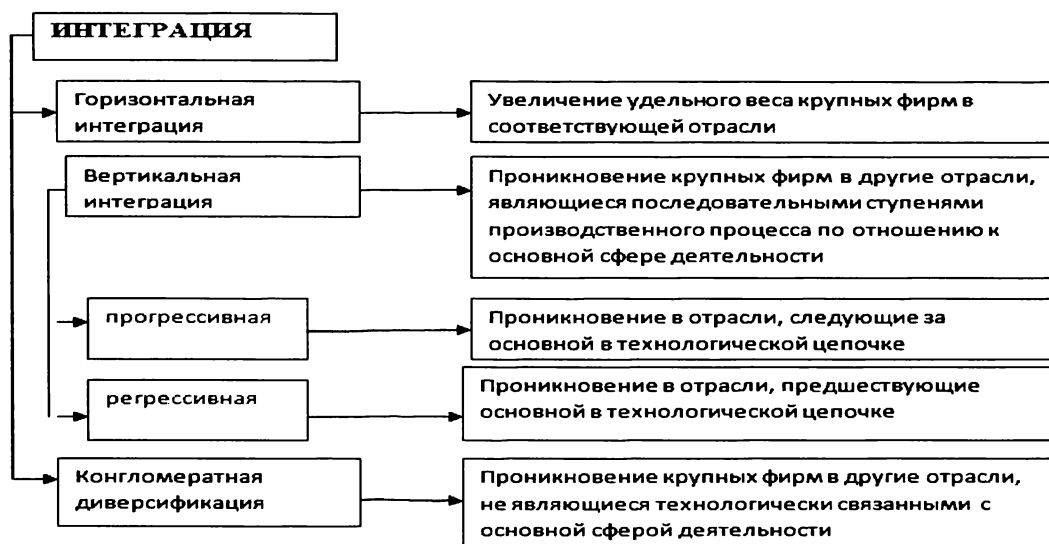 ИНТЕГРАЦИЯ
Горизонтальная
интеграция
Увеличение удельного веса крупных фирм в
соответствующей отрасли
Вертикальная
интеграция
Проникновение крупных фирм в другие отрасли,
являющиеся последовательными ступенями
производственного процесса по отношению к
основной сфере деятельности
прогрессивная
Проникновение в отрасли, следующие за
основной в технологической цепочке
регрессивная
Проникновение в отрасли, предшествующие
основной в технологической цепочке
Конгломератная
диверсификация
Проникновение крупных фирм в другие отрасли,
не являющиеся технологически связанными с
основной сферой деятельности